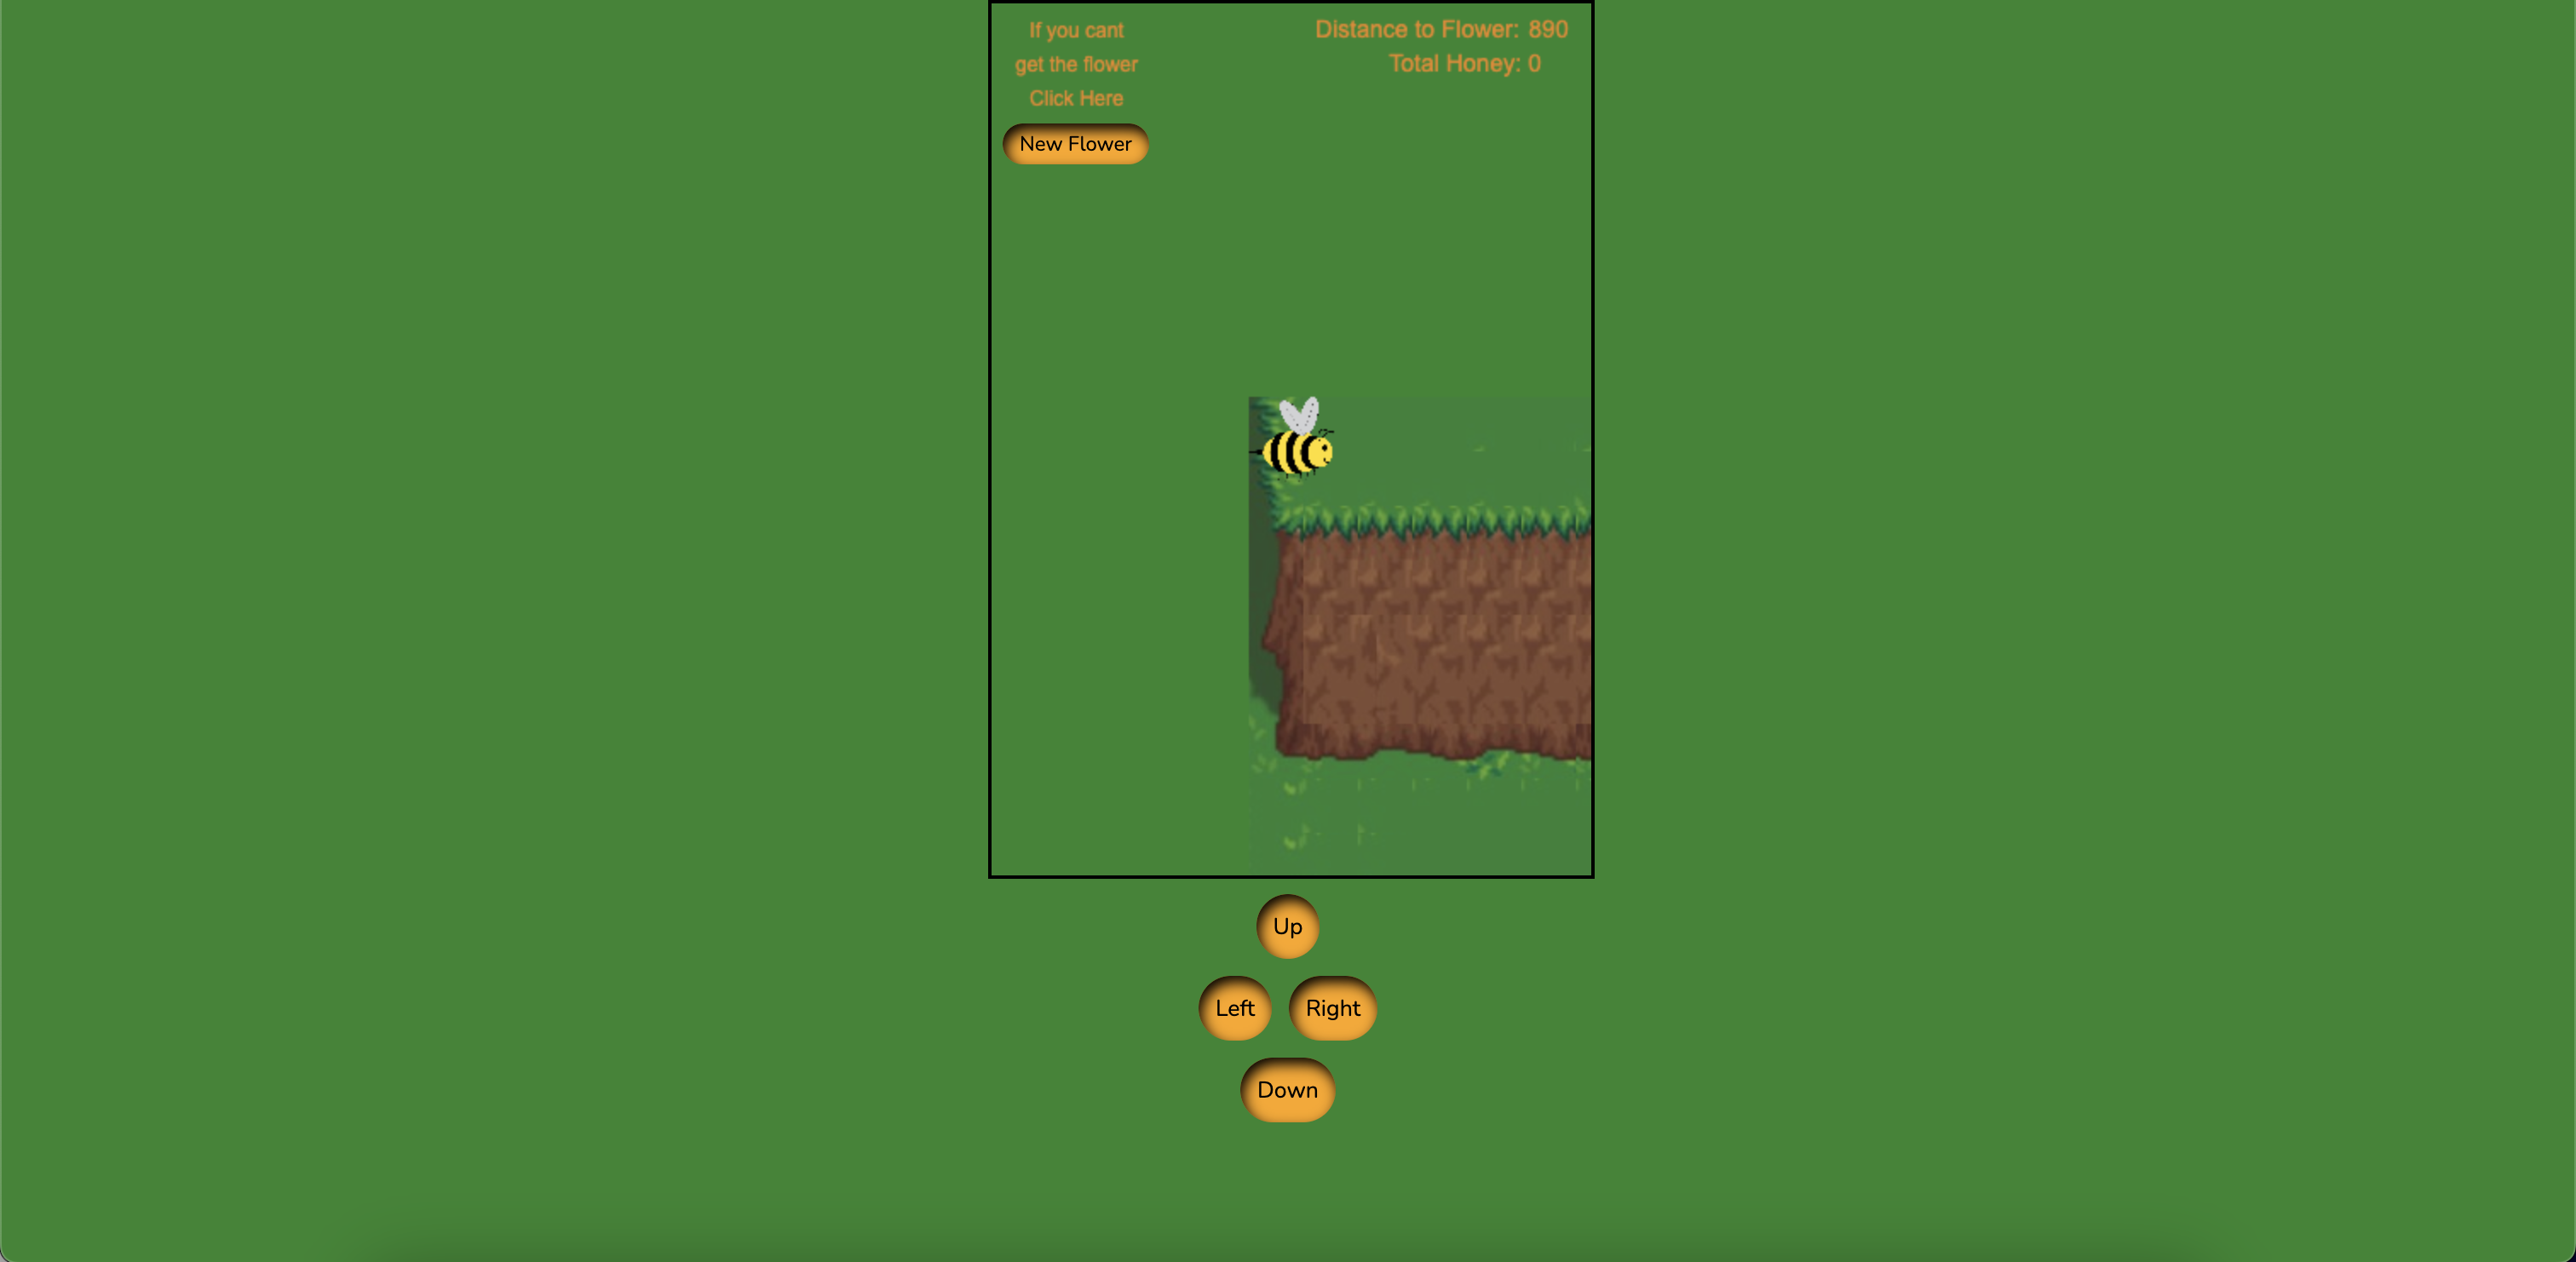 If you cant
get the flower
Click Here
New Flower
Distance to Flower: 890
Total Honey: 0
Up
Left Right
Down